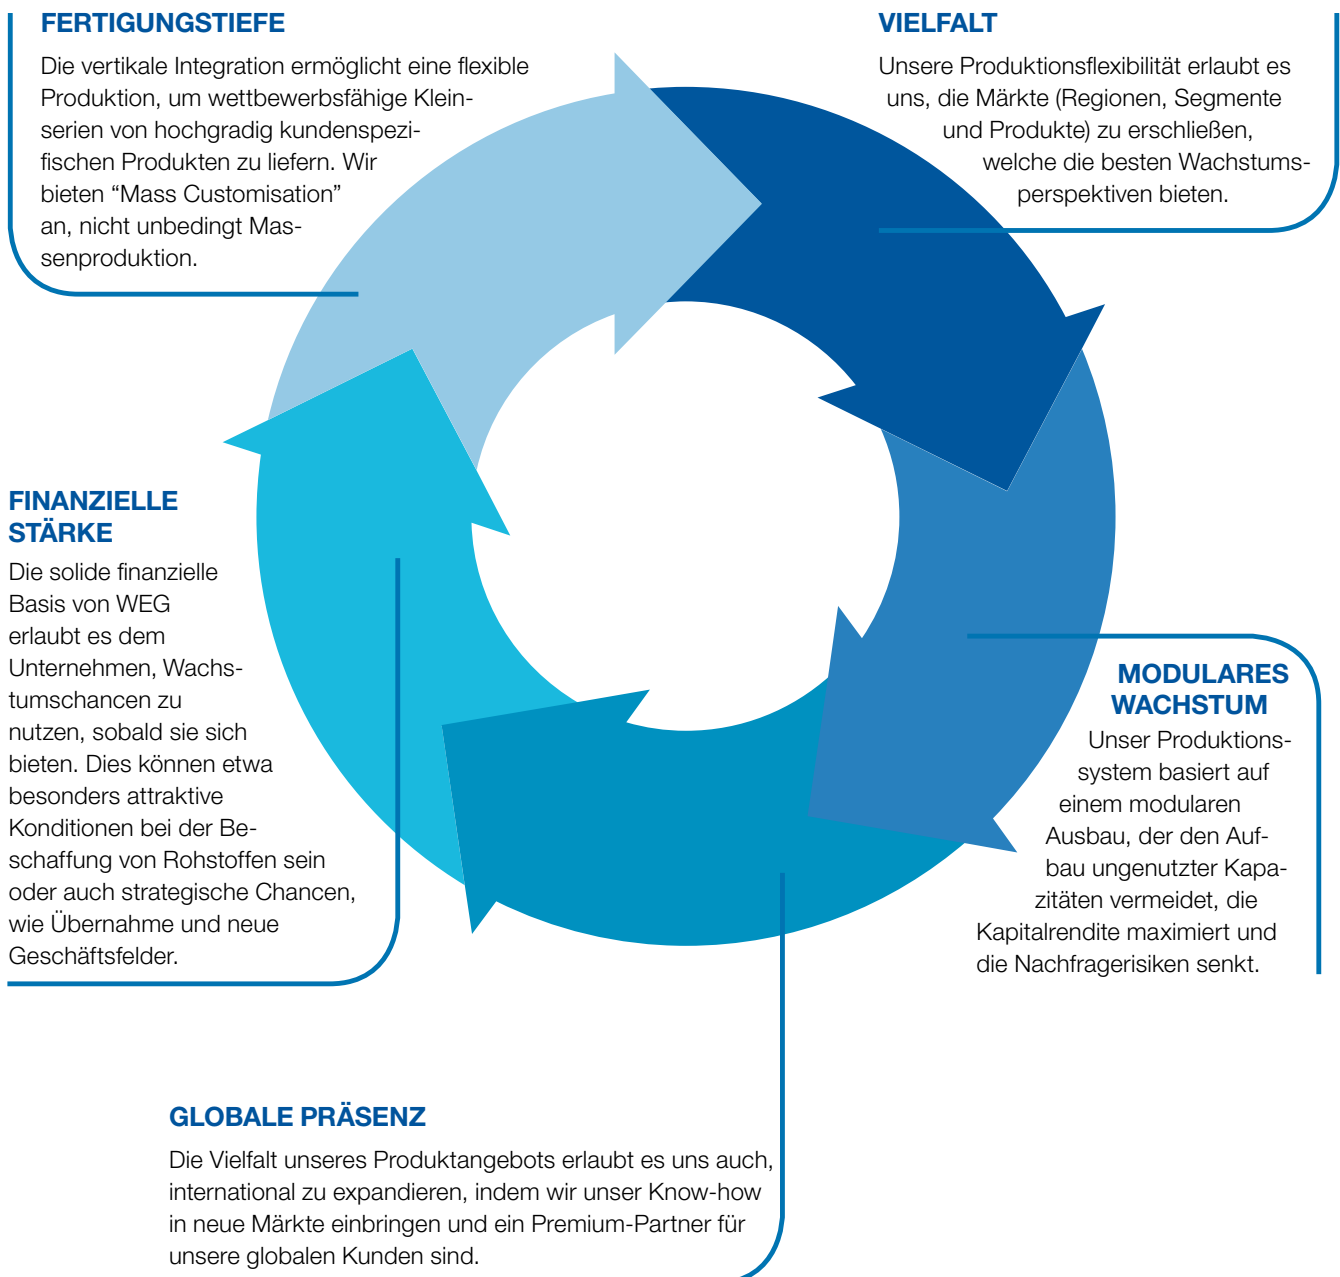 FERTIGUNGSTIEFE
Die vertikale Integration ermöglicht eine flexible
Produktion, um wettbewerbsfähige Klein-
serien von hochgradig kundenspezi-
fischen Produkten zu liefern. Wir
bieten “Mass Customisation”
an, nicht unbedingt Mas-
senproduktion.
VIELFALT
Unsere Produktionsflexibilität erlaubt es
uns, die Märkte (Regionen, Segmente
und Produkte) zu erschließen,
welche die besten Wachstums-
perspektiven bieten.
FINANZIELLE
STÄRKE
Die solide finanzielle
Basis von WEG
erlaubt es dem
Unternehmen, Wachs-
tumschancen zu
nutzen, sobald sie sich
bieten. Dies können etwa
besonders attraktive
Konditionen bei der Be-
schaffung von Rohstoffen sein
oder auch strategische Chancen,
wie Übernahme und neue
Geschäftsfelder.
MODULARES
WACHSTUM
Unser Produktions-
system basiert auf
einem modularen
Ausbau, der den Auf-
bau ungenutzter Kapa-
zitäten vermeidet, die
Kapitalrendite maximiert und
die Nachfragerisiken senkt.
GLOBALE PRÄSENZ
Die Vielfalt unseres Produktangebots erlaubt es uns auch,
international zu expandieren, indem wir unser Know-how
in neue Märkte einbringen und ein Premium-Partner für
unsere globalen Kunden sind.